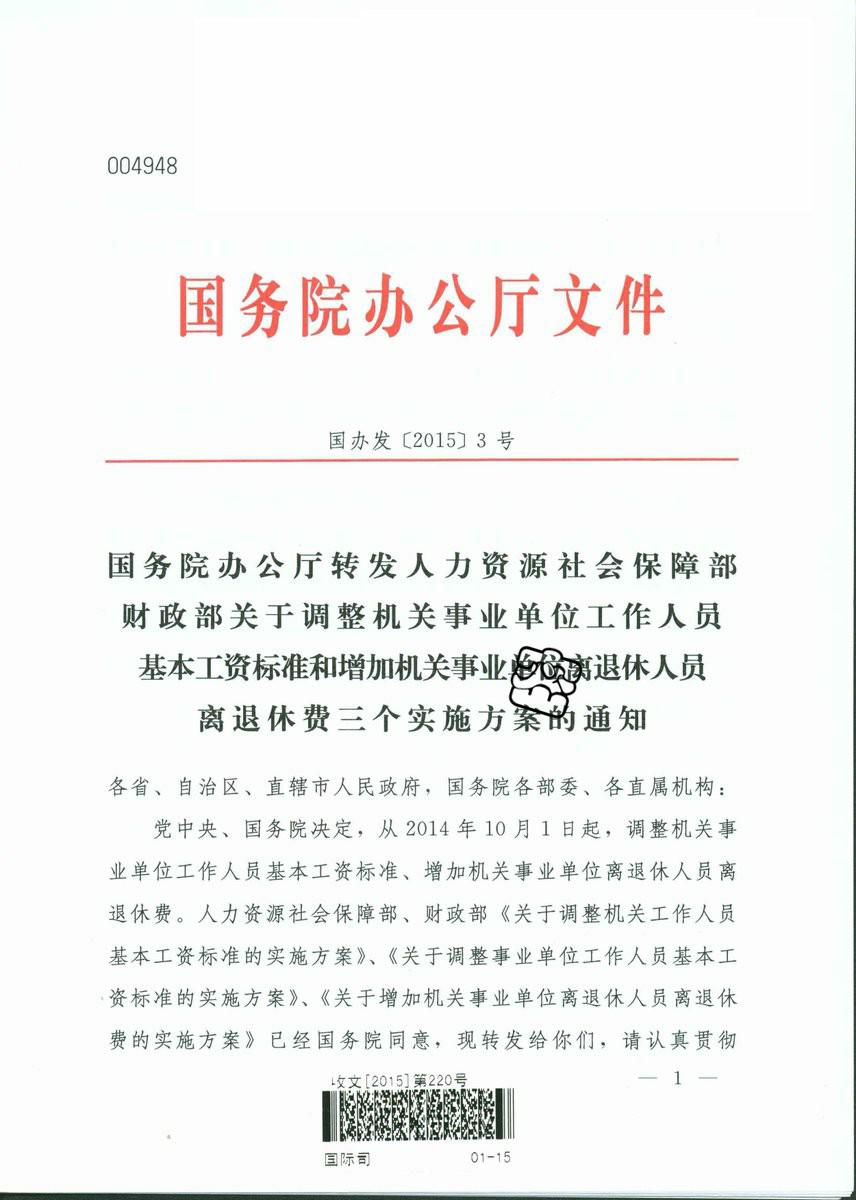 004948
国务院办公厅文件
国办发〔2015〕3号
国务院办公厅转发人力资源社会保障部
财政部关于调整机关事业单位工作人员
基本工资标准和增加机关事业单位离退休人员
离退休费三个实施方案的通知
各省、自治区、直辖市人民政府，国务院各部委、各直属机构：
党中央、国务院决定，从2014年10月1日起，调整机关事
业单位工作人员基本工资标准、增加机关事业单位离退休人员离
退休费。人力资源社会保障部、财政部《关于调整机关工作人员
基本工资标准的实施方案》、《关于调整事业单位工作人员基本工
资标准的实施方案》、《关于增加机关事业单位离退休人员离退休
费的实施方案》已经国务院同意，现转发给你们，请认真贯彻
— 1 —
收文[2015]第220号
国际司 01-15